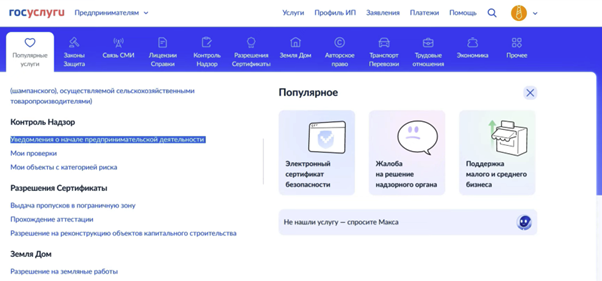 госуслуги
Предпринимателям
Услуги Профиль ИП Заявления Платежи Помощь
Популярные услуги
Законы Защита
Связь СМИ
Лицензии Справки
Контроль Надзор
Разрешения Сертификаты
Земля Дом
Авторское право
Транспорт Перевозки
Трудовые отношения
Экономика
Прочее
(шампанского), осуществляемой сельскохозяйственными
товаропроизводителями)
Контроль Надзор
Уведомления о начале предпринимательской деятельности
Мои проверки
Мои объекты с категорией риска
Разрешения Сертификаты
Выдача пропусков в пограничную зону
Прохождение аттестации
Разрешение на реконструкцию объектов капитального строительства
Земля Дом
Разрешение на земляные работы
Популярное
Электронный
сертификат
безопасности
Жалоба
на решение
надзорного органа
Поддержка
малого и среднего
бизнеса
Не нашли услугу — спросите Макса